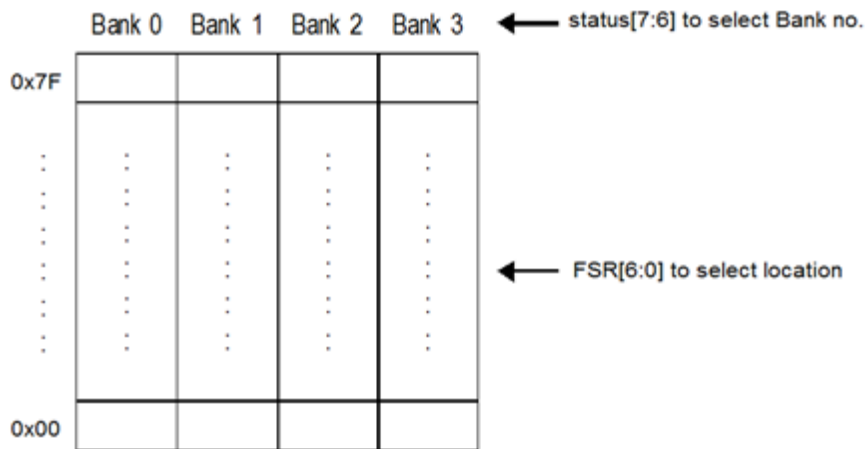 Bank 0 Bank 1 Bank 2 Bank 3 status[7:6] to select Bank no.
0x7F
FSR[6:0] to select location
0x00